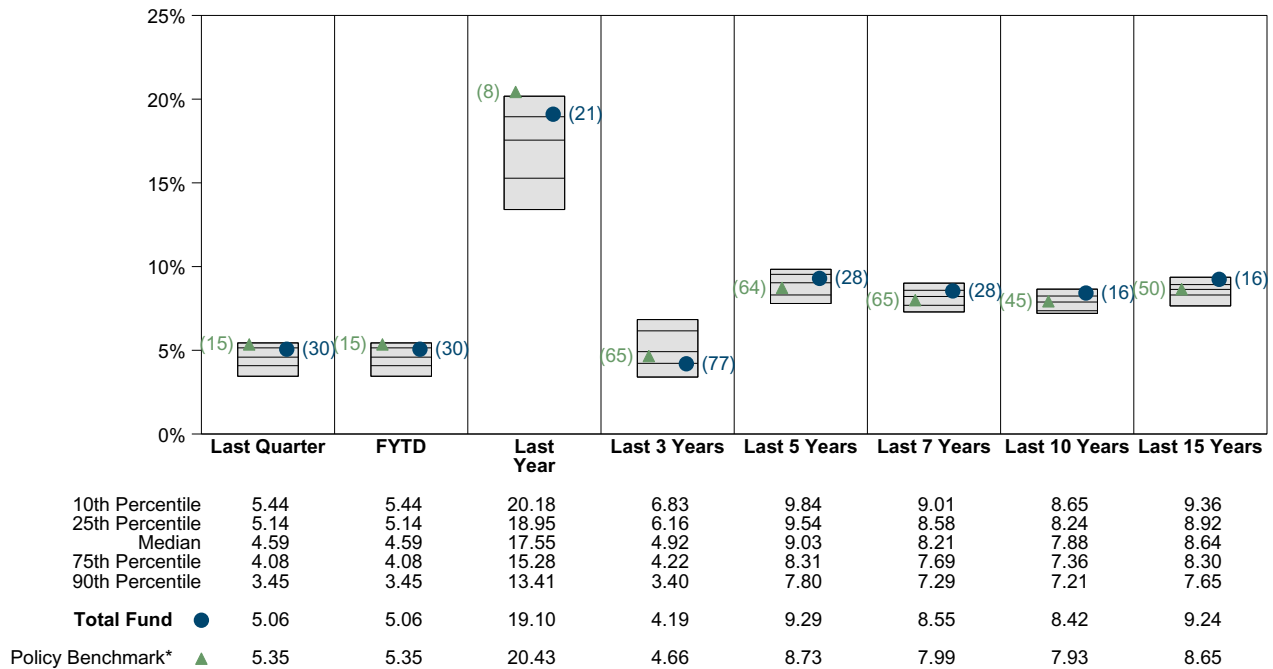 25%
20%
15%
10%
5%
0%
(15) (30) (15) (30) (8) (21) (65) (77) (64) (28) (65) (28) (45) (16) (50) (16)
Last Quarter FYTD Last Year Last 3 Years Last 5 Years Last 7 Years Last 10 Years Last 15 Years
10th Percentile 5.44 5.44 20.18 6.83 9.84 9.01 8.65 9.36
25th Percentile 5.14 5.14 18.95 6.16 9.54 8.58 8.24 8.92
Median 4.59 4.59 17.55 4.92 9.03 8.21 7.88 8.64
75th Percentile 4.08 4.08 15.28 4.22 8.31 7.69 7.36 8.30
90th Percentile 3.45 3.45 13.41 3.40 7.80 7.29 7.21 7.65
Total Fund 5.06 5.06 19.10 4.19 9.29 8.55 8.42 9.24
Policy Benchmark* 5.35 5.35 20.43 4.66 8.73 7.99 7.93 8.65